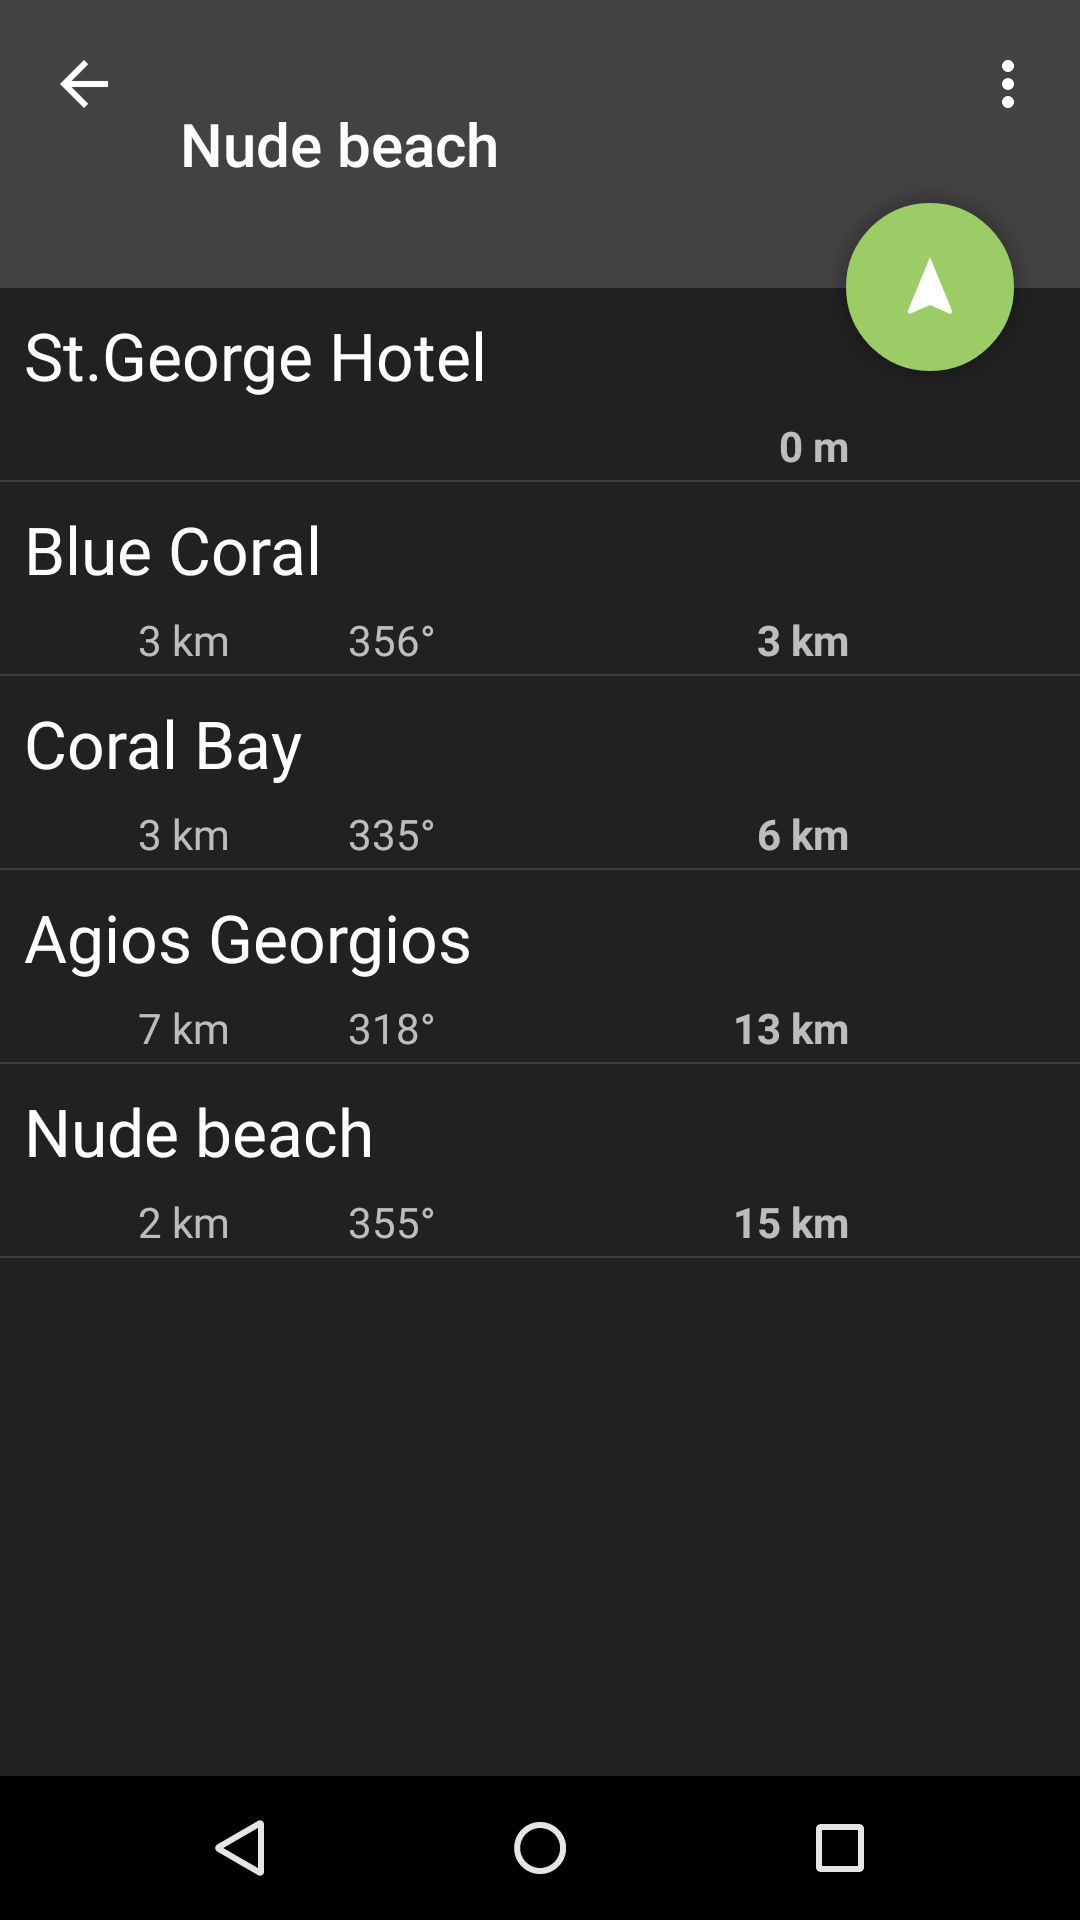 Nude beach
St.George Hotel
0 m
Blue Coral
3 km 356° 3 km
Coral Bay
3 km 335° 6 km
Agios Georgios
7 km 318° 13 km
Nude beach
2 km 355° 15 km